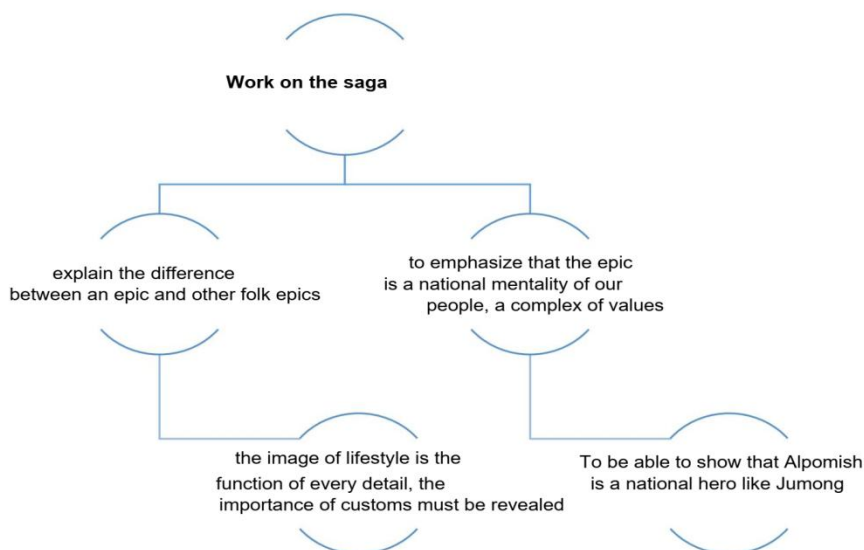 Work on the saga
explain the difference
between an epic and other folk epics
to emphasize that the epic
is a national mentality of our
people, a complex of values
the image of lifestyle is the
function of every detail, the
importance of customs must be revealed
To be able to show that Alpomish
is a national hero like Jumong